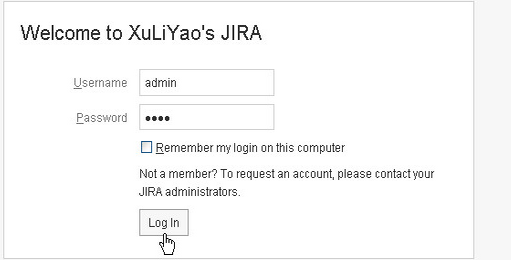 Welcome to XuLiYao's JIRA
Username admin
Password ••••
Remember my login on this computer
Not a member? To request an account, please contact your
JIRA administrators.
Log In